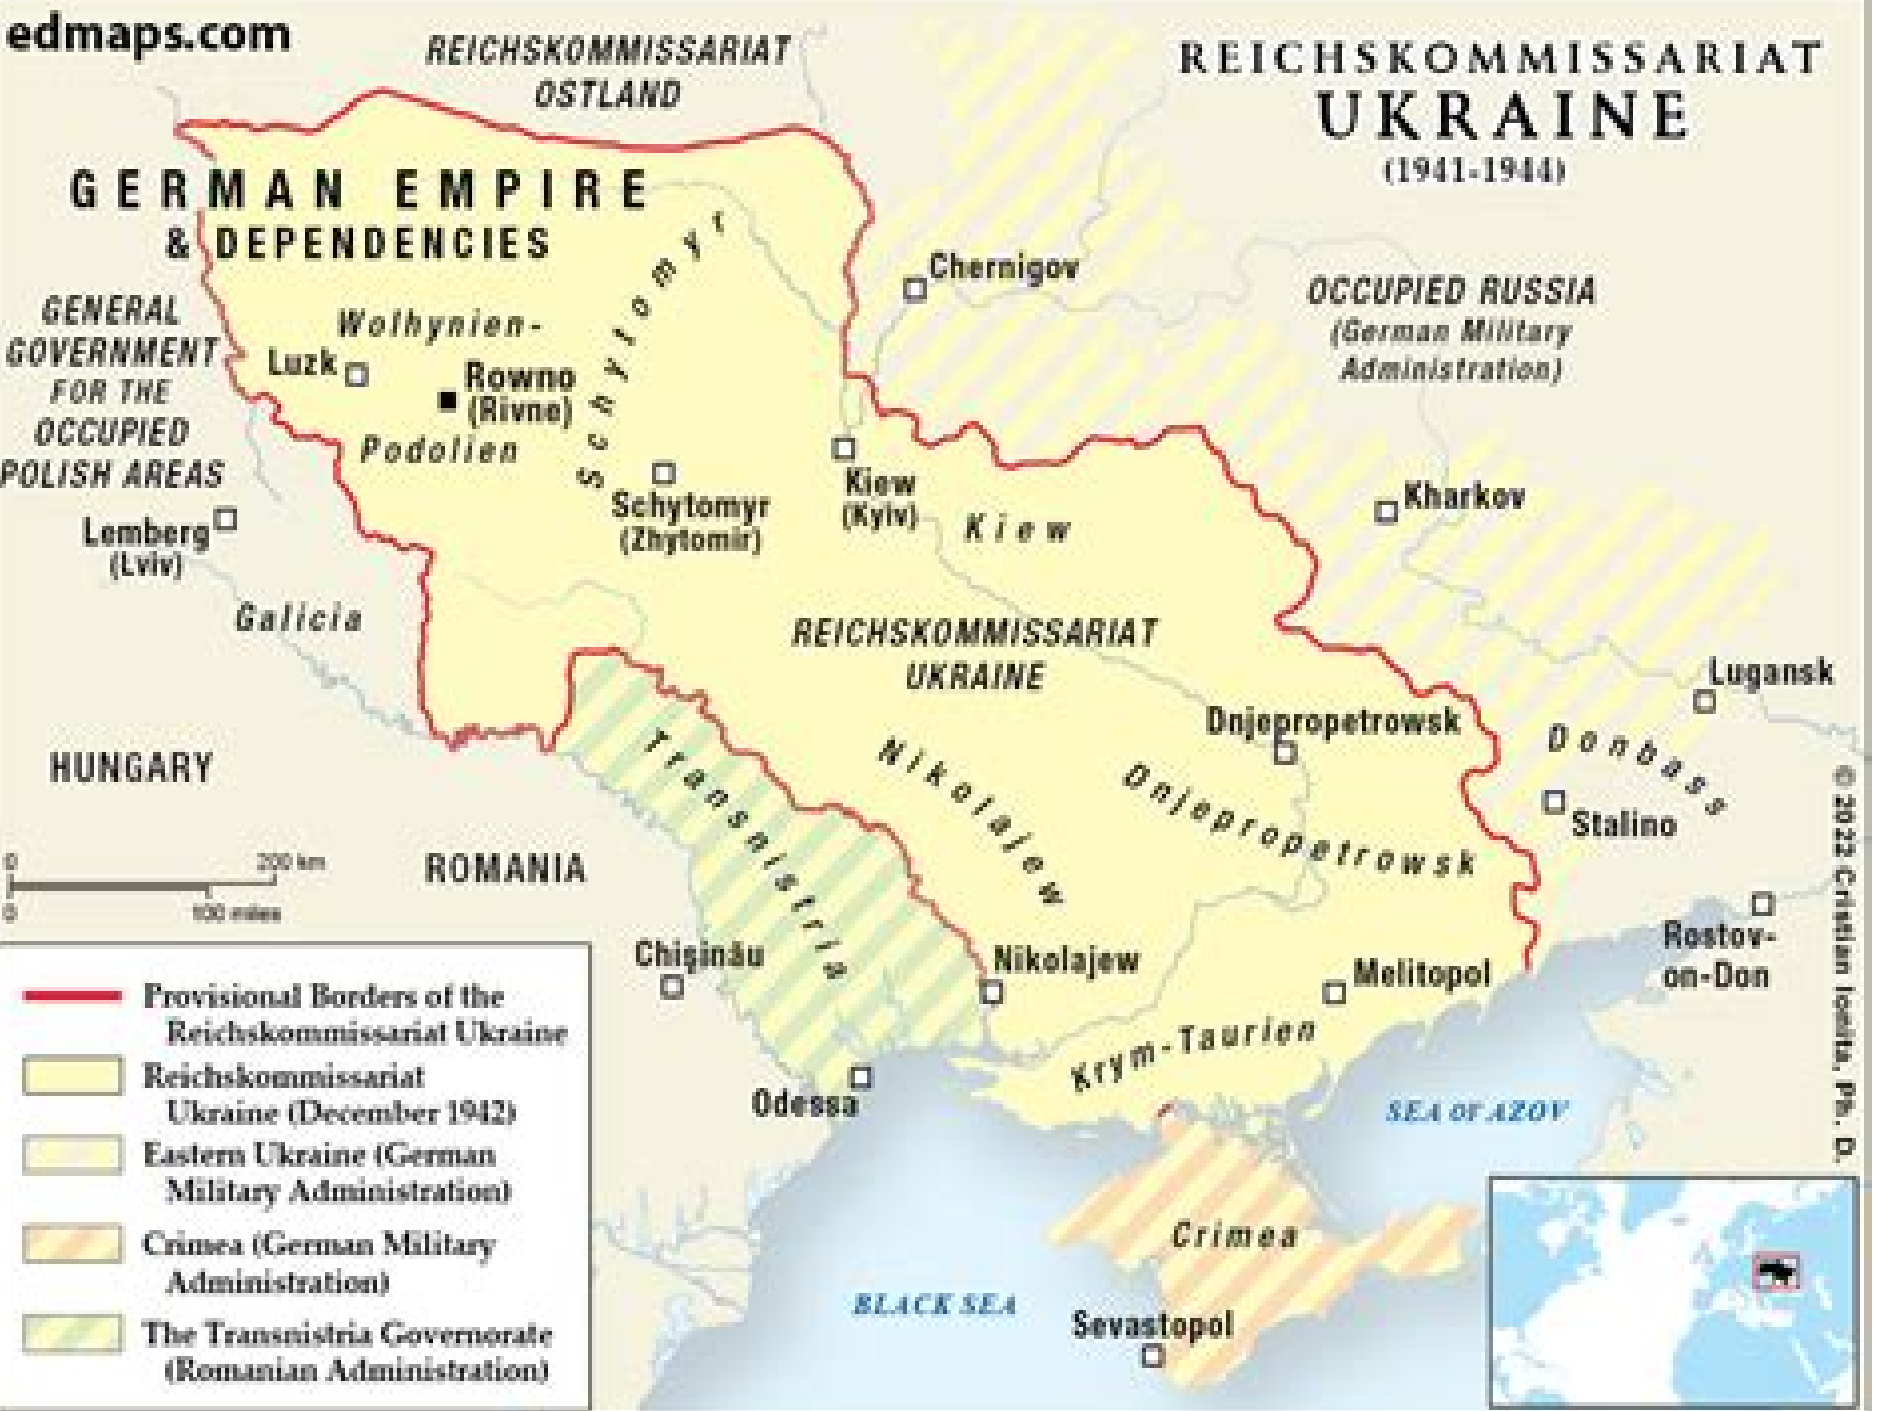 edmaps.com
REICHSKOMMISSARIAT
OSTLAND
REICHSKOMMISSARIAT
UKRAINE
(1941-1944)
GERMAN EMPIRE
& DEPENDENCIES
GENERAL
GOVERNMENT
FOR THE
OCCUPIED
POLISH AREAS
Wolhynien-
Podolien
Luzk
Rowno
(Rivne)
Schytomyr
Schytomyr
(Zhytomir)
Chernigov
OCCUPIED RUSSIA
(German Military
Administration)
Kiew
(Kyiv)
Kiew
Kharkov
Lemberg
(Lviv)
Galicia
REICHSKOMMISSARIAT
UKRAINE
Lugansk
Dnjepropetrowsk
Donbass
Stalino
HUNGARY
Transnistria
Nikolajew
Dnjepropetrowsk
ROMANIA
0
200 km
0
100 miles
Chişinău
Nikolajew
Melitopol
Rostov-
on-Don
Odessa
Krym-Taurien
SEA OF AZOV
Crimea
BLACK SEA
Sevastopol
© 2022 Cristian Ionita, Ph. D.
Provisional Borders of the
Reichskommissariat Ukraine
Reichskommissariat
Ukraine (December 1942)
Eastern Ukraine (German
Military Administration)
Crimea (German Military
Administration)
The Transnistria Governorate
(Romanian Administration)